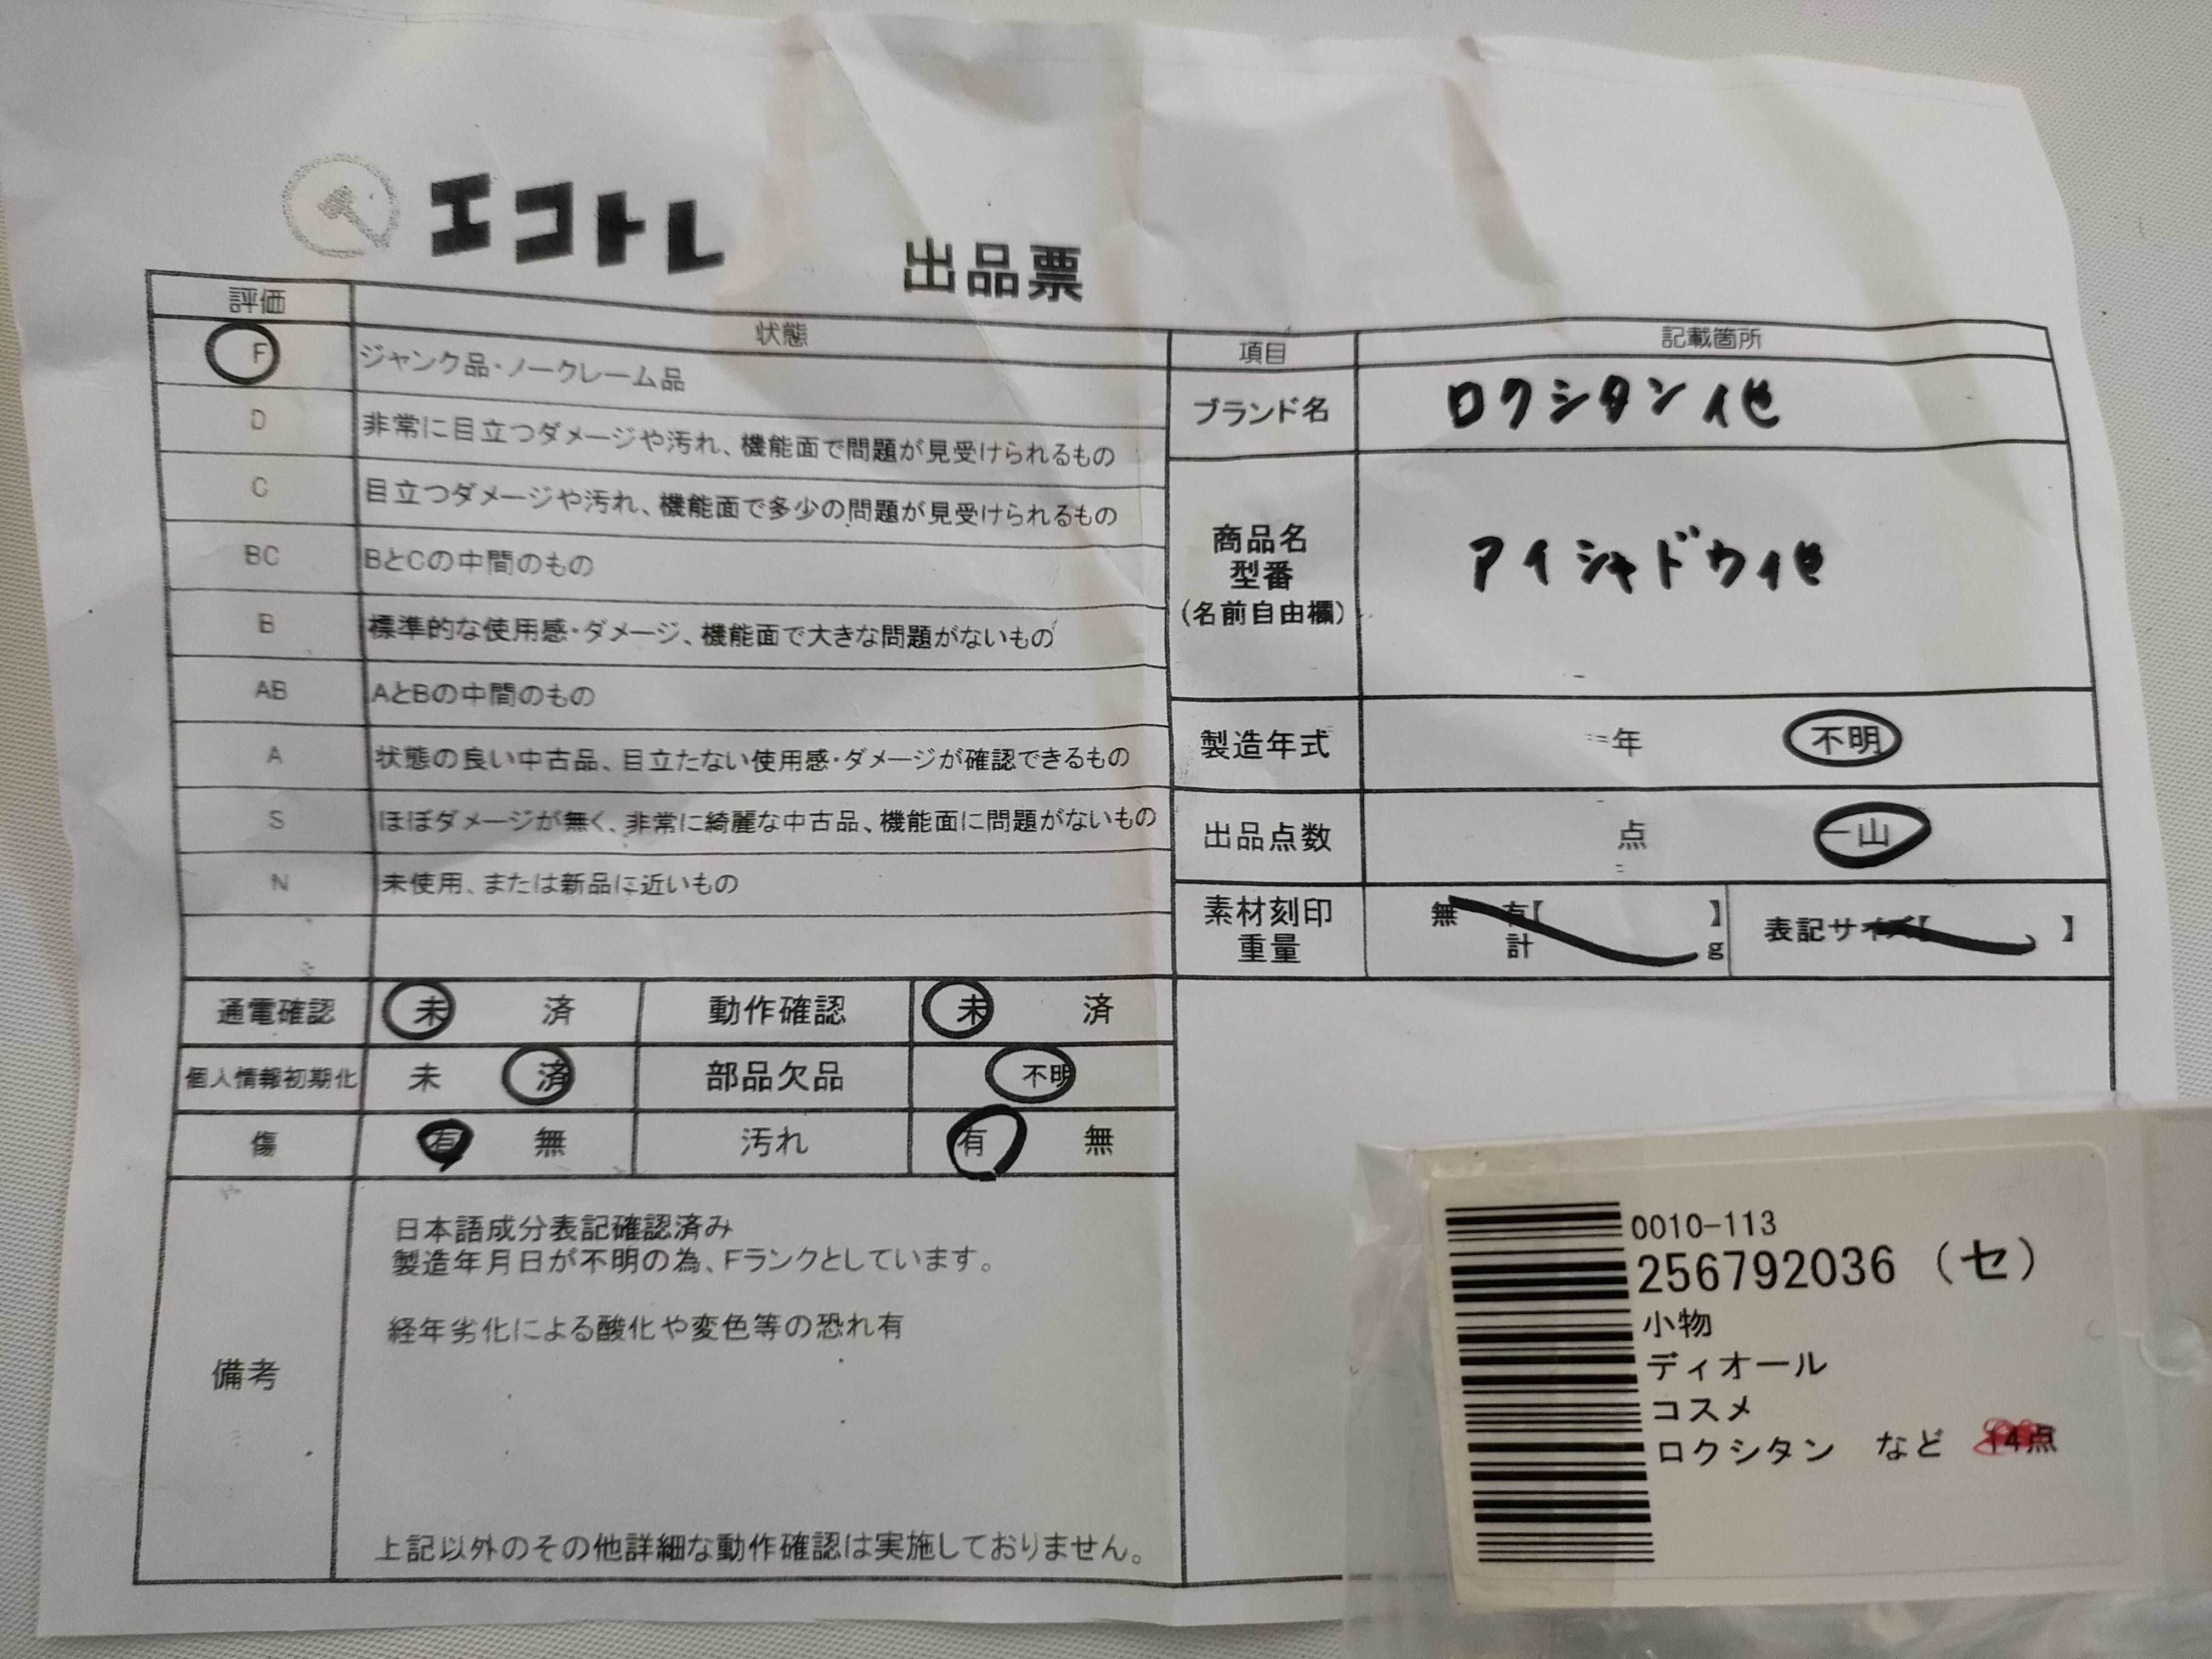 エコトレ
出品票
評価 状態
F ジャンク品・ノークレーム品
D 非常に目立つダメージや汚れ、機能面で問題が見受けられるもの
C 目立つダメージや汚れ、機能面で多少の問題が見受けられるもの
BC BとCの中間のもの
B 標準的な使用感・ダメージ、機能面で大きな問題がないもの
AB AとBの中間のもの
A 状態の良い中古品、目立たない使用感・ダメージが確認できるもの
S ほぼダメージが無く、非常に綺麗な中古品、機能面に問題がないもの
N 未使用、または新品に近いもの
項目 記載箇所
ブランド名 ロクシタン他
商品名
型番
(名前自由欄)
アイシャドウ他
製造年式 年 不明
出品点数 点 一山
素材刻印
重量
無 有【 】
計 g
表記サイズ【 】
通電確認 未 済 動作確認 未 済
個人情報初期化 未 済 部品欠品 不明
傷 有 無 汚れ 有 無
備考
日本語成分表記確認済み
製造年月日が不明の為、Fランクとしています。
経年劣化による酸化や変色等の恐れ有
上記以外のその他詳細な動作確認は実施しておりません。
0010-113
256792036 (セ)
小物
ディオール
コスメ
ロクシタン など 14点